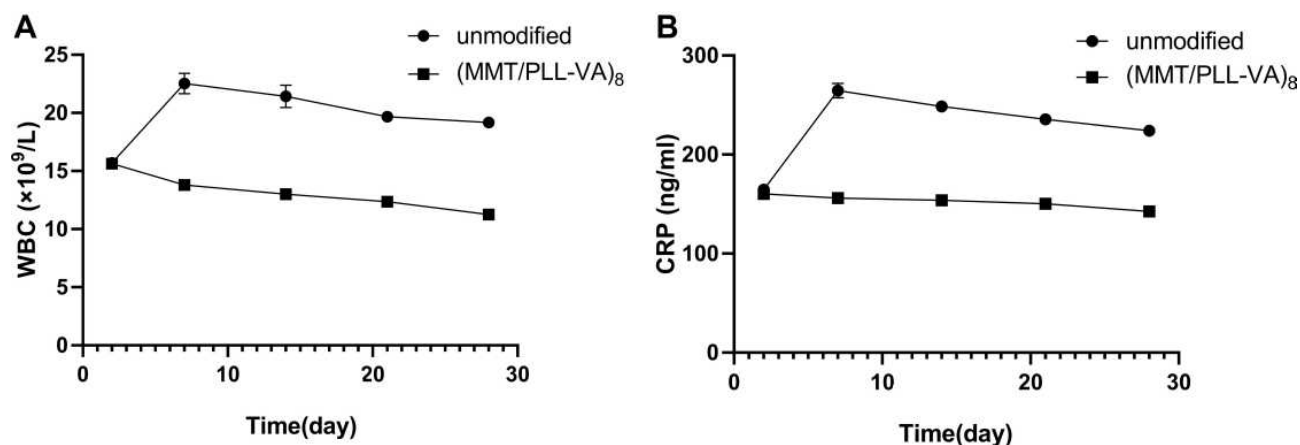 A
unmodified
(MMT/PLL-VA)8
25
20
15
10
5
0
WBC (×10⁹/L)
0 10 20 30
Time(day)
B
unmodified
(MMT/PLL-VA)8
300
200
100
0
CRP (ng/ml)
0 10 20 30
Time(day)